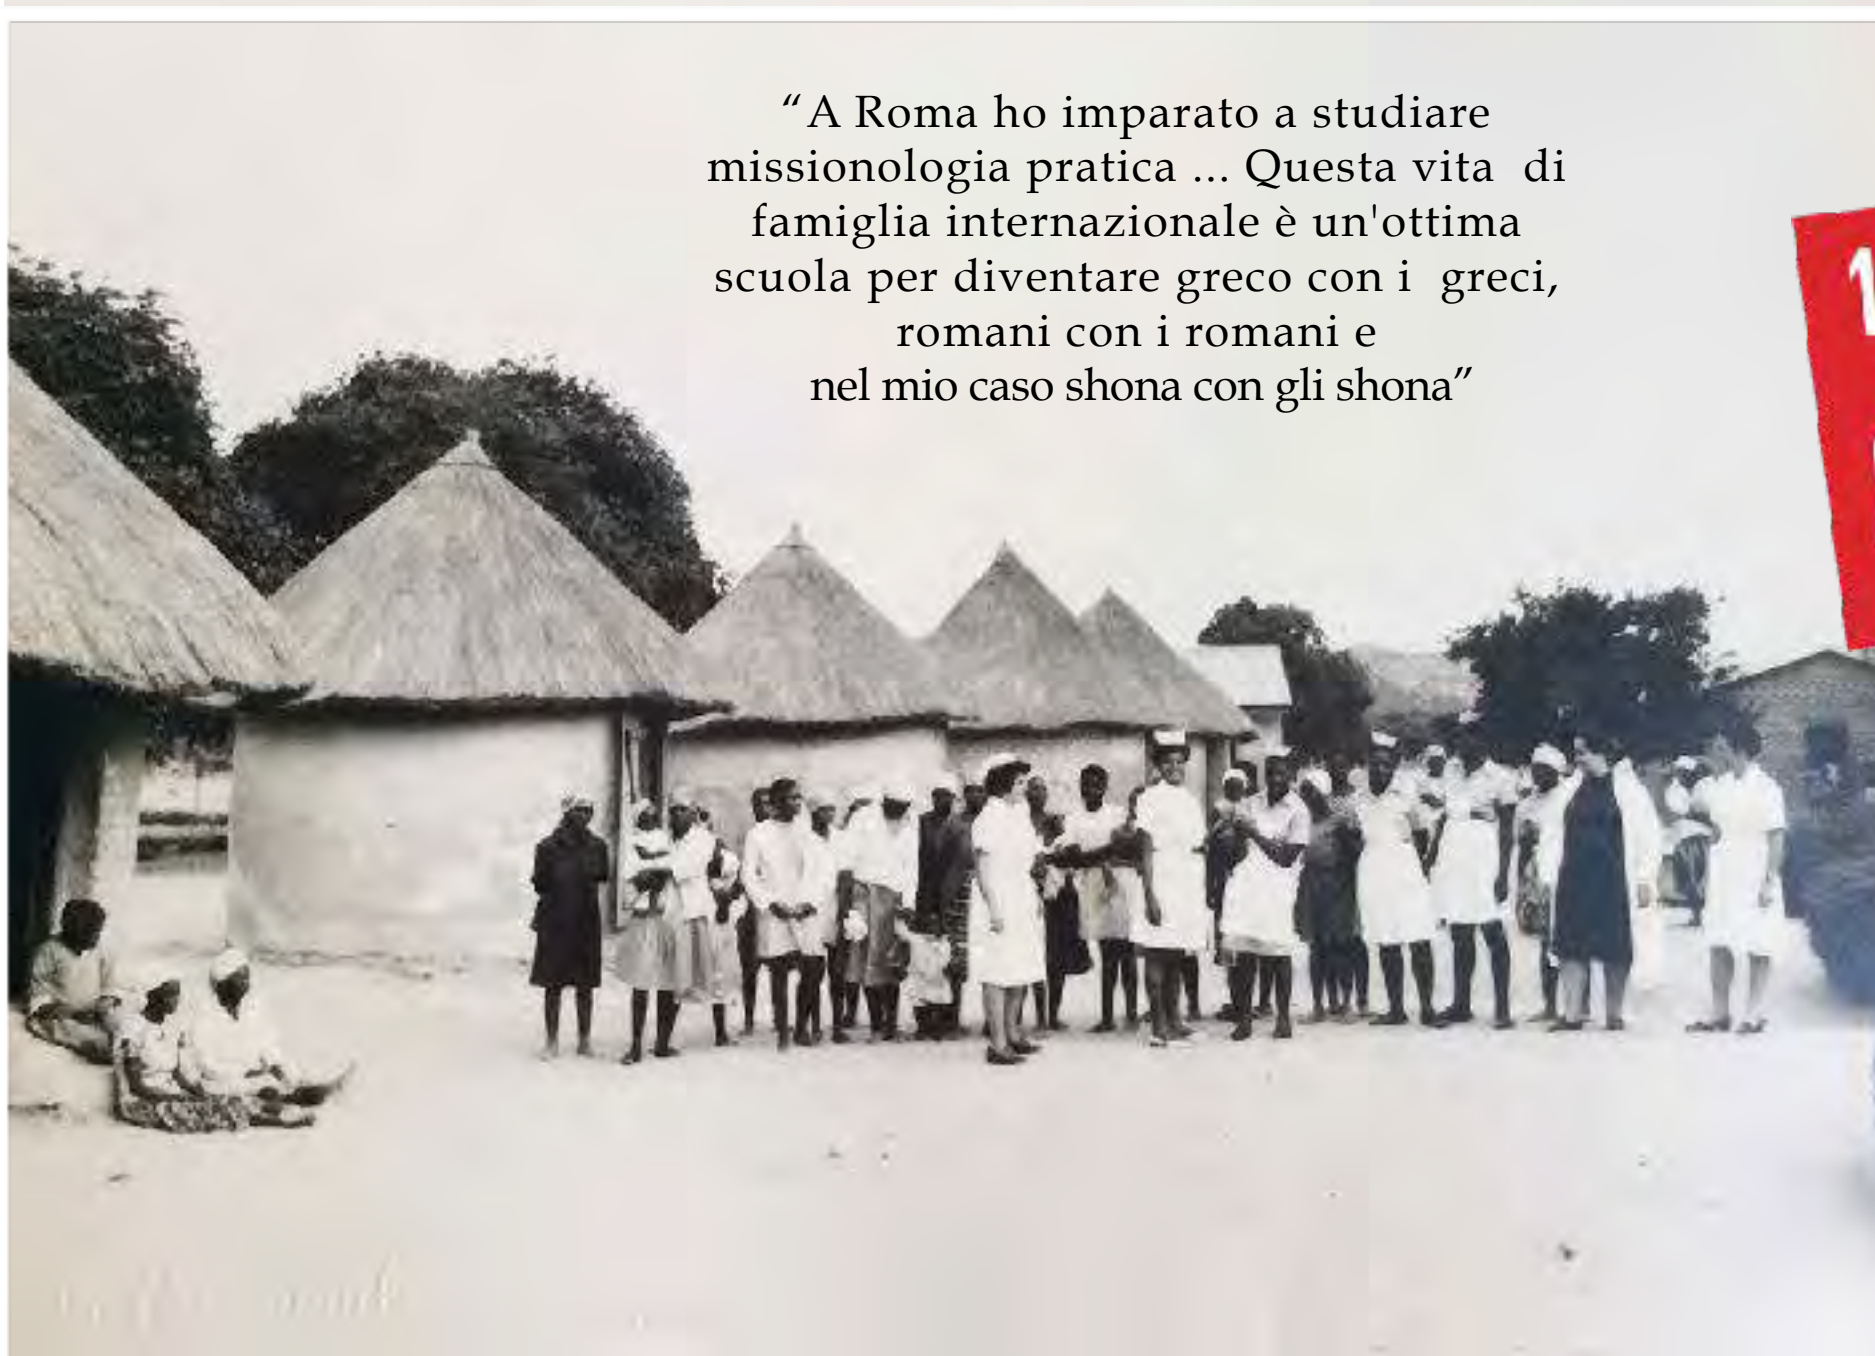 “A Roma ho imparato a studiare
missionologia pratica ... Questa vita  di
famiglia internazionale è un'ottima
scuola per diventare greco con i  greci,
romani con i romani e
nel mio caso shona con gli shona”